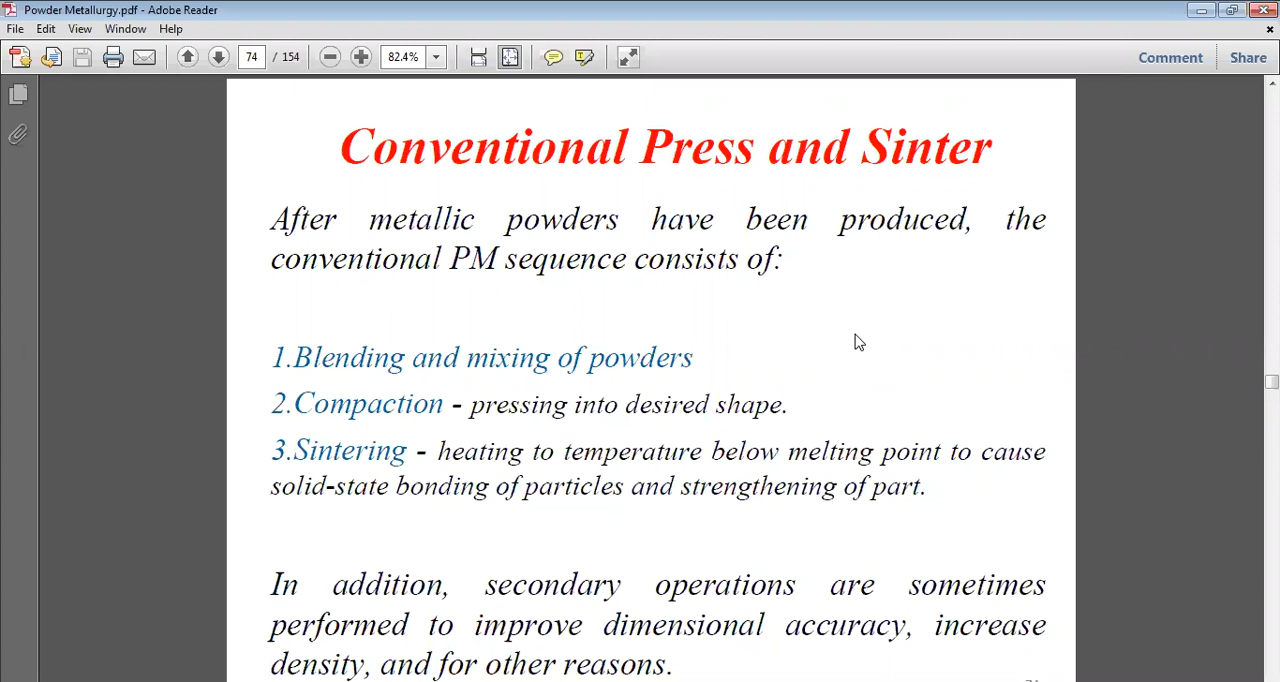 Powder Metallurgy.pdf - Adobe Reader
File Edit View Window Help
74 / 154 82.4% Comment Share
Conventional Press and Sinter
After metallic powders have been produced, the
conventional PM sequence consists of:
1.Blending and mixing of powders
2.Compaction - pressing into desired shape.
3.Sintering - heating to temperature below melting point to cause
solid-state bonding of particles and strengthening of part.
In addition, secondary operations are sometimes
performed to improve dimensional accuracy, increase
density, and for other reasons.